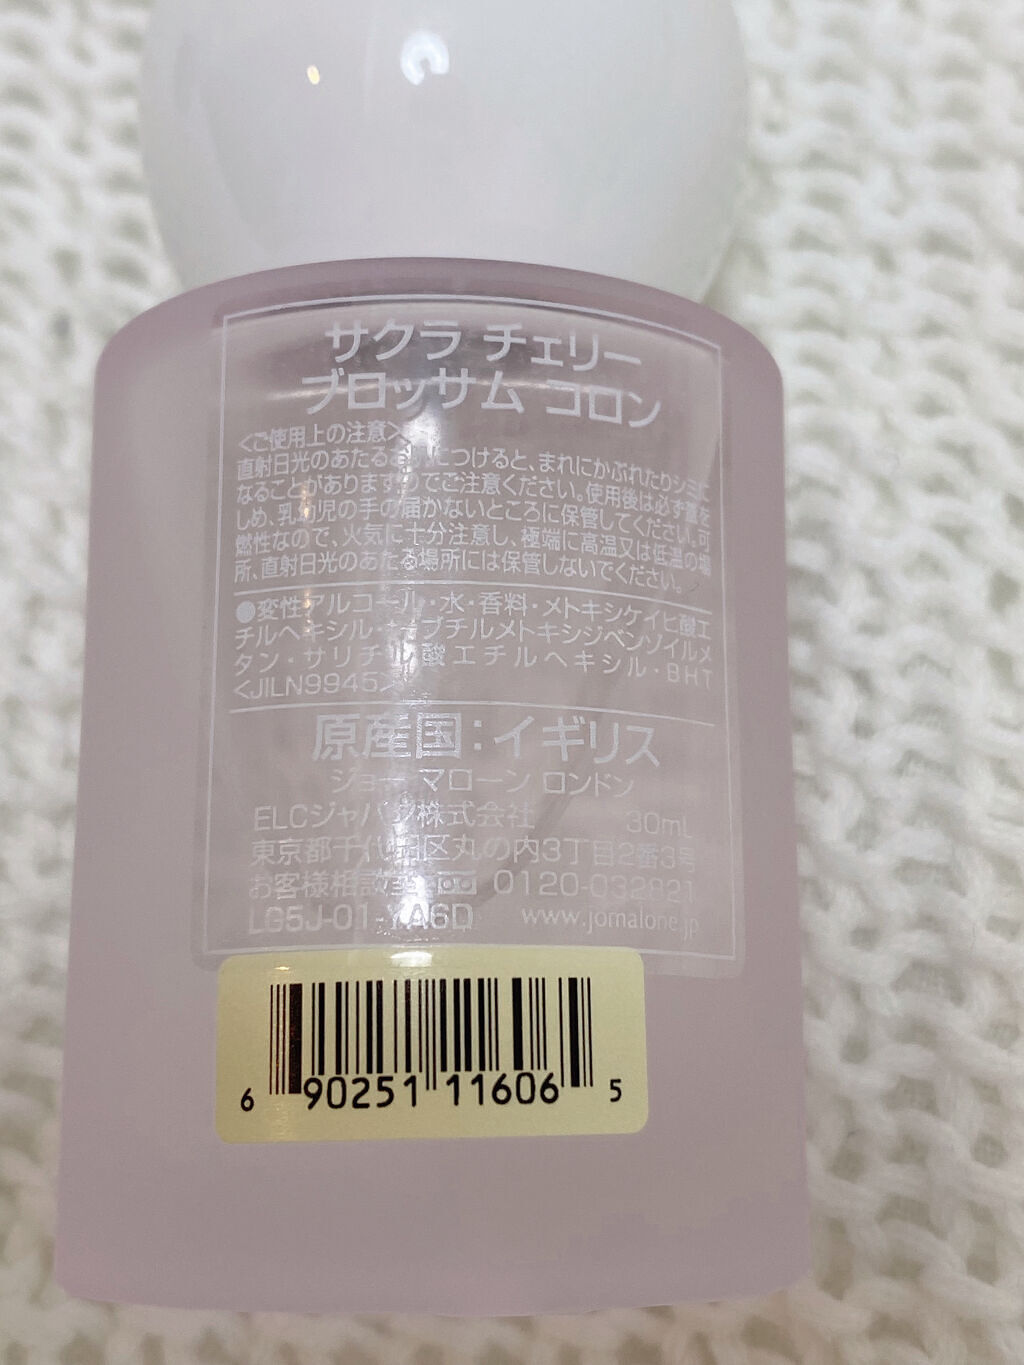 サクラ チェリー
ブロッサム コロン
<ご使用上の注意>
直射日光のあたるお肌につけると、まれにかぶれたりシミに
なることがありますのでご注意ください。使用後は必ず蓋を
しめ、乳幼児の手の届かないところに保管してください。可
燃性なので、火気に十分注意し、極端に高温又は低温の場
所、直射日光のあたる場所には保管しないでください。
●変性アルコール・水・香料・メトキシケイヒ酸エ
チルヘキシル・t-ブチルメトキシジベンゾイルメ
タン・サリチル酸エチルヘキシル・BHT
<JILN9945>
原産国:イギリス
ジョー マローン ロンドン
ELCジャパン株式会社 30mL
東京都千代田区丸の内3丁目2番3号
お客様相談室 0120-032821
LG5J-01-YA6D www.jomalone.jp
6 90251 11606 5